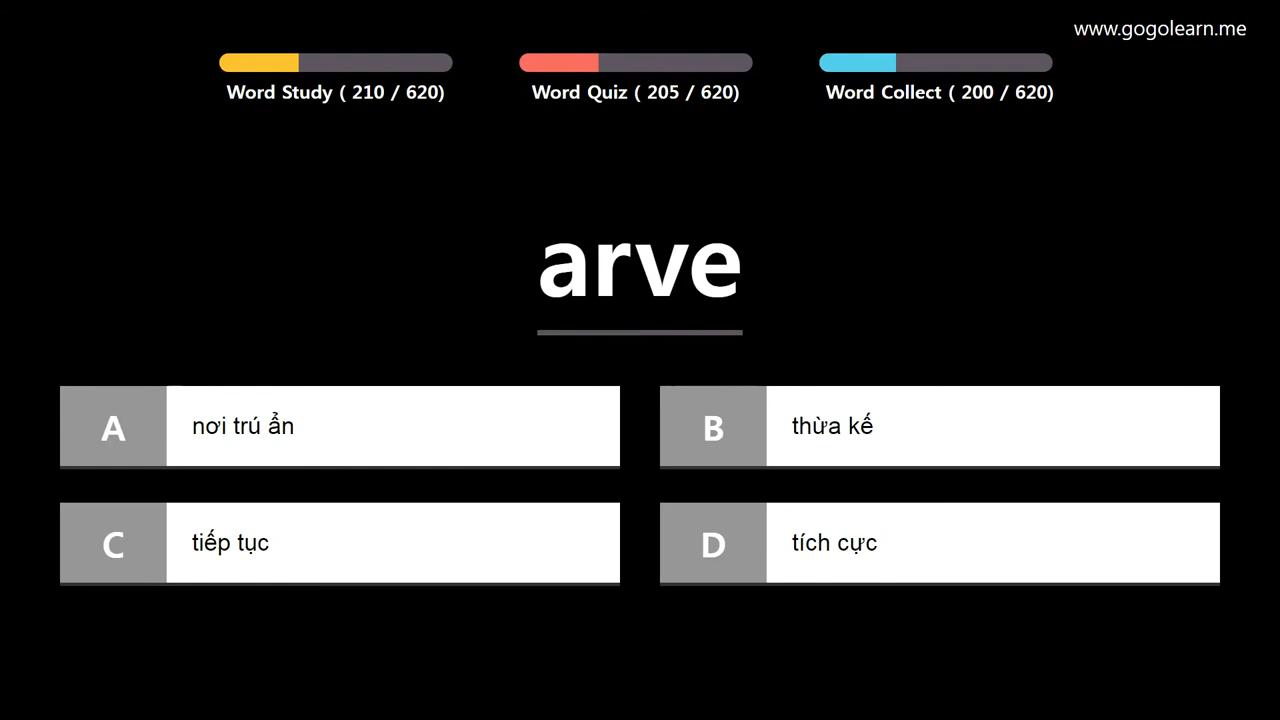 www.gogolearn.me
Word Study ( 210 / 620)
Word Quiz ( 205 / 620)
Word Collect ( 200 / 620)
arve
A nơi trú ẩn
B thừa kế
C tiếp tục
D tích cực